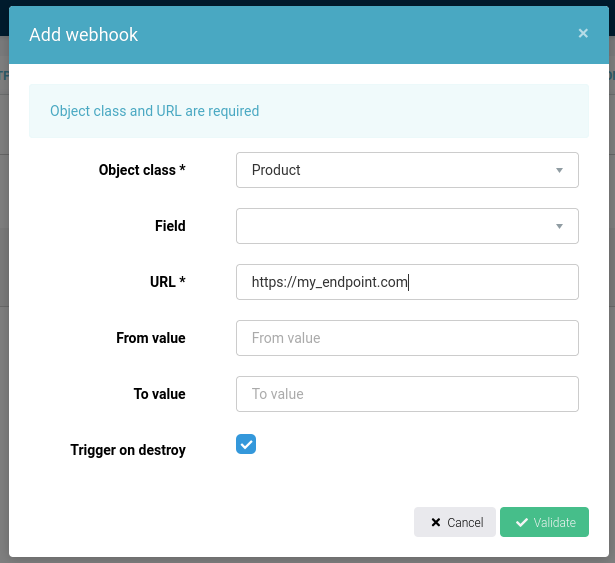 Add webhook ×
Object class and URL are required
Object class * Product
Field
URL * https://my_endpoint.com
From value From value
To value To value
Trigger on destroy
Cancel Validate